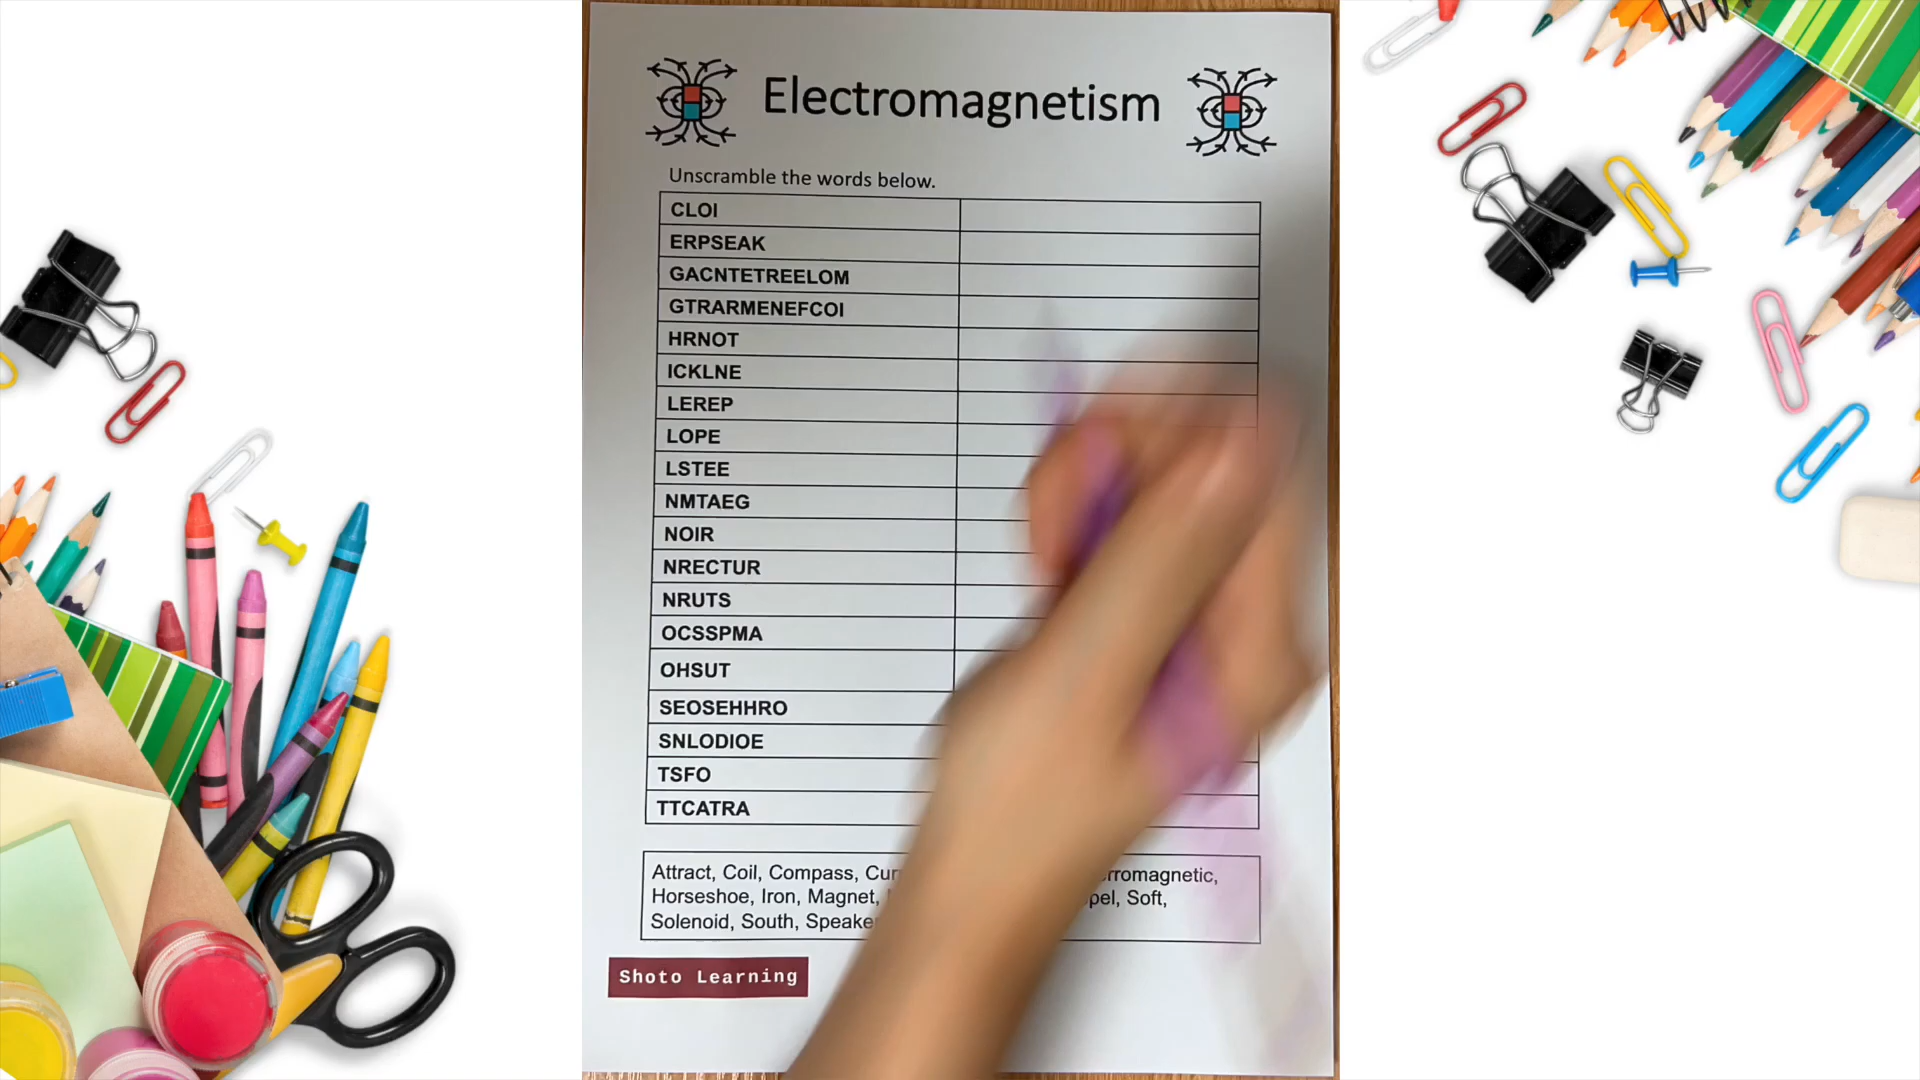 Electromagnetism
Unscramble the words below.
CLOI
ERPSEAK
GACNTETREELOM
GTRARMENEFCOI
HRNOT
ICKLNE
LEREP
LOPE
LSTEE
NMTAEG
NOIR
NRECTUR
NRUTS
OCSSPMA
OHSUT
SEOSEHHRO
SNLODIOE
TSFO
TTCATRA
Attract, Coil, Compass,
Horsehoe, Iron, Magnet, Soft,
Solenoid, South,
Shoto Learning